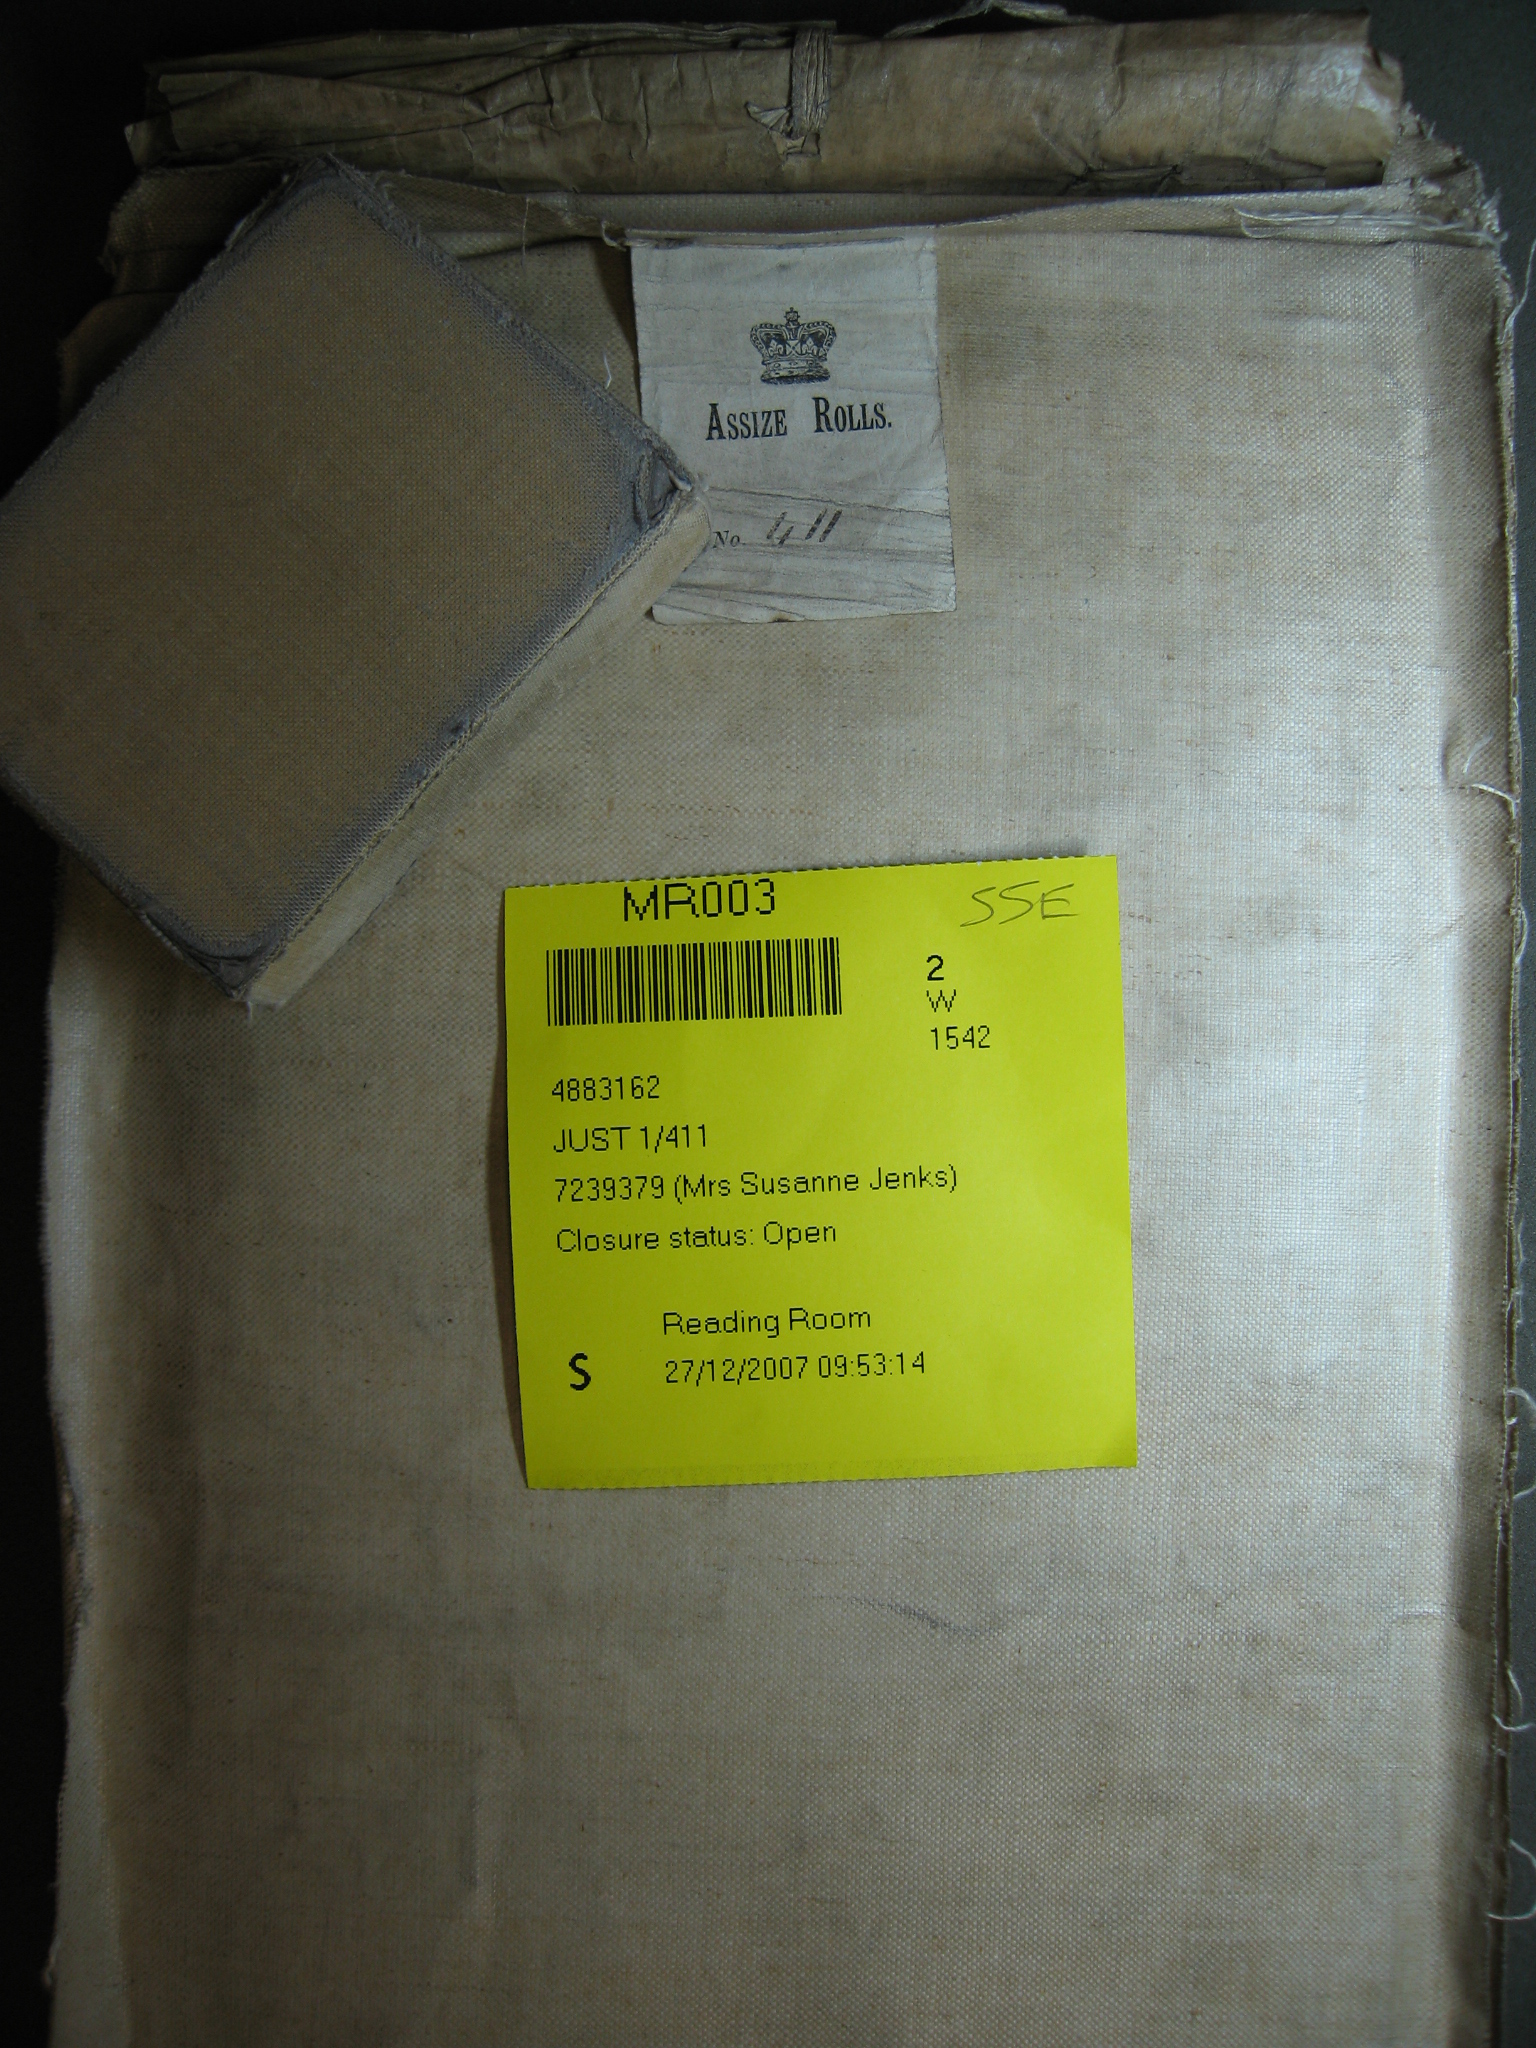 ASSIZE ROLLS.
No. 411
MR003
SSE
2
W
1542
4883162
JUST 1/411
7239379 (Mrs Susanne Jenks)
Closure status: Open
Reading Room
S
27/12/2007 09:53:14